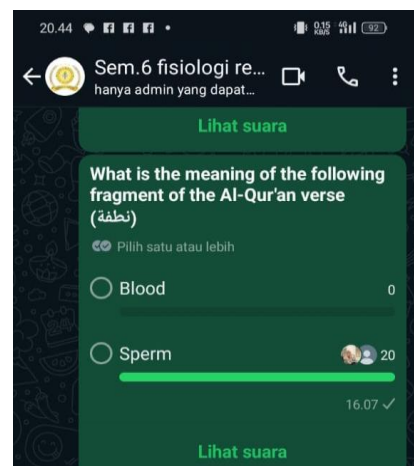 20.44
0.15
KB/S
4G
92
Sem.6 fisiologi re...
hanya admin yang dapat...
Lihat suara
What is the meaning of the following
fragment of the Al-Qur'an verse
(نطفة)
Pilih satu atau lebih
Blood 0
Sperm 20
16.07
Lihat suara